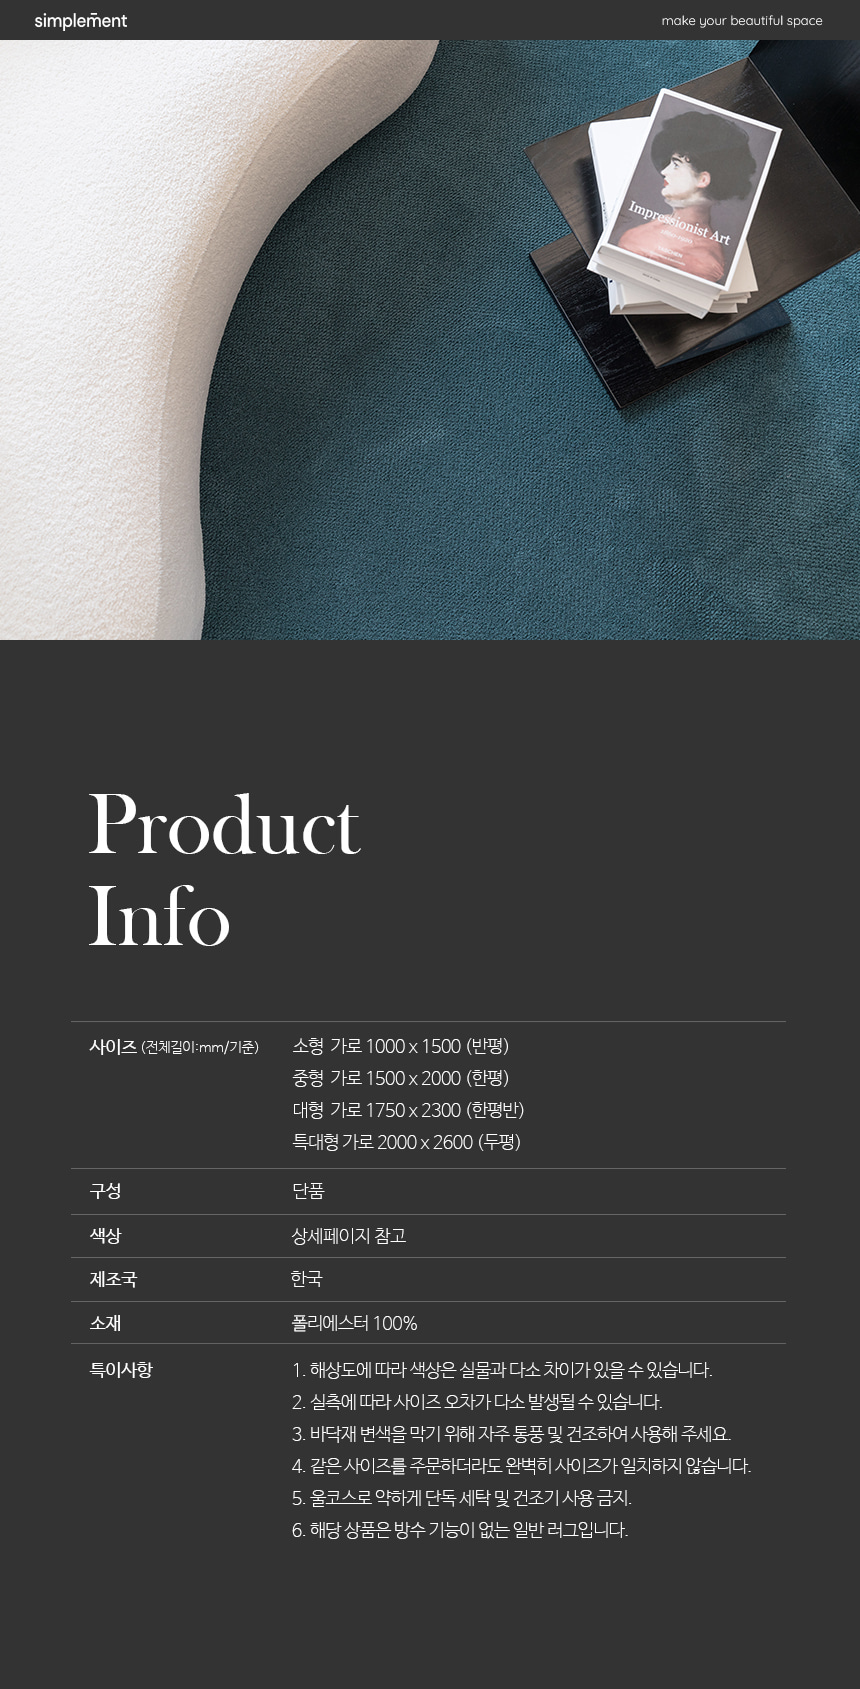 simplement
make your beautiful space
Impressionist Art
TASCHEN
Product
Info
사이즈 (전체길이:mm/기준)
소형 가로 1000 x 1500 (반평)
중형 가로 1500 x 2000 (한평)
대형 가로 1750 x 2300 (한평반)
특대형 가로 2000 x 2600 (두평)
구성
단품
색상
상세페이지 참고
제조국
한국
소재
폴리에스터 100%
특이사항
1. 해상도에 따라 색상은 실물과 다소 차이가 있을 수 있습니다.
2. 실측에 따라 사이즈 오차가 다소 발생될 수 있습니다.
3. 바닥재 변색을 막기 위해 자주 통풍 및 건조하여 사용해 주세요.
4. 같은 사이즈를 주문하더라도 완벽히 사이즈가 일치하지 않습니다.
5. 울코스로 약하게 단독 세탁 및 건조기 사용 금지.
6. 해당 상품은 방수 기능이 없는 일반 러그입니다.